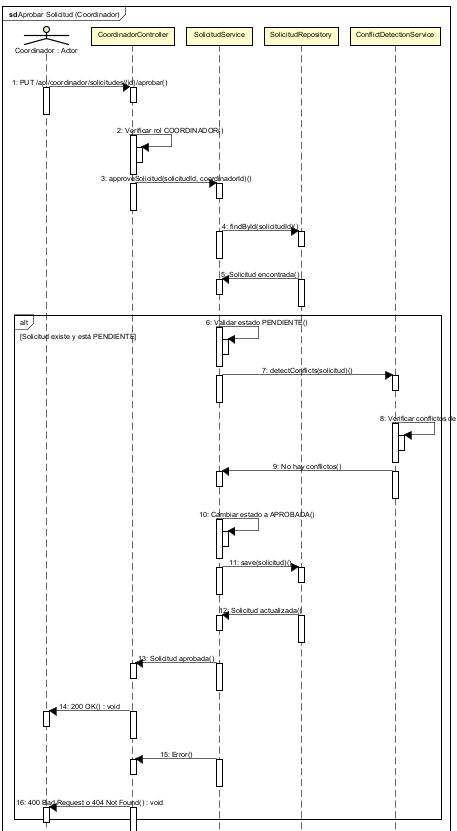 sd Aprobar Solicitud (Coordinador)
Coordinador : Actor
CoordinadorController
SolicitudService
SolicitudRepository
ConflictDetectionService
1: PUT /api/coordinador/solicitudes/{id}/aprobar()
2: Verificar rol COORDINADOR()
3: approveSolicitud(solicitudId, coordinadorId)()
4: findById(solicitudId)()
5: Solicitud encontrada()
alt
[Solicitud existe y está PENDIENTE]
6: Validar estado PENDIENTE()
7: detectConflicts(solicitud)()
8: Verificar conflictos de
9: No hay conflictos()
10: Cambiar estado a APROBADA()
11: save(solicitud)()
12: Solicitud actualizada()
13: Solicitud aprobada()
14: 200 OK() : void
15: Error()
16: 400 Bad Request o 404 Not Found() : void